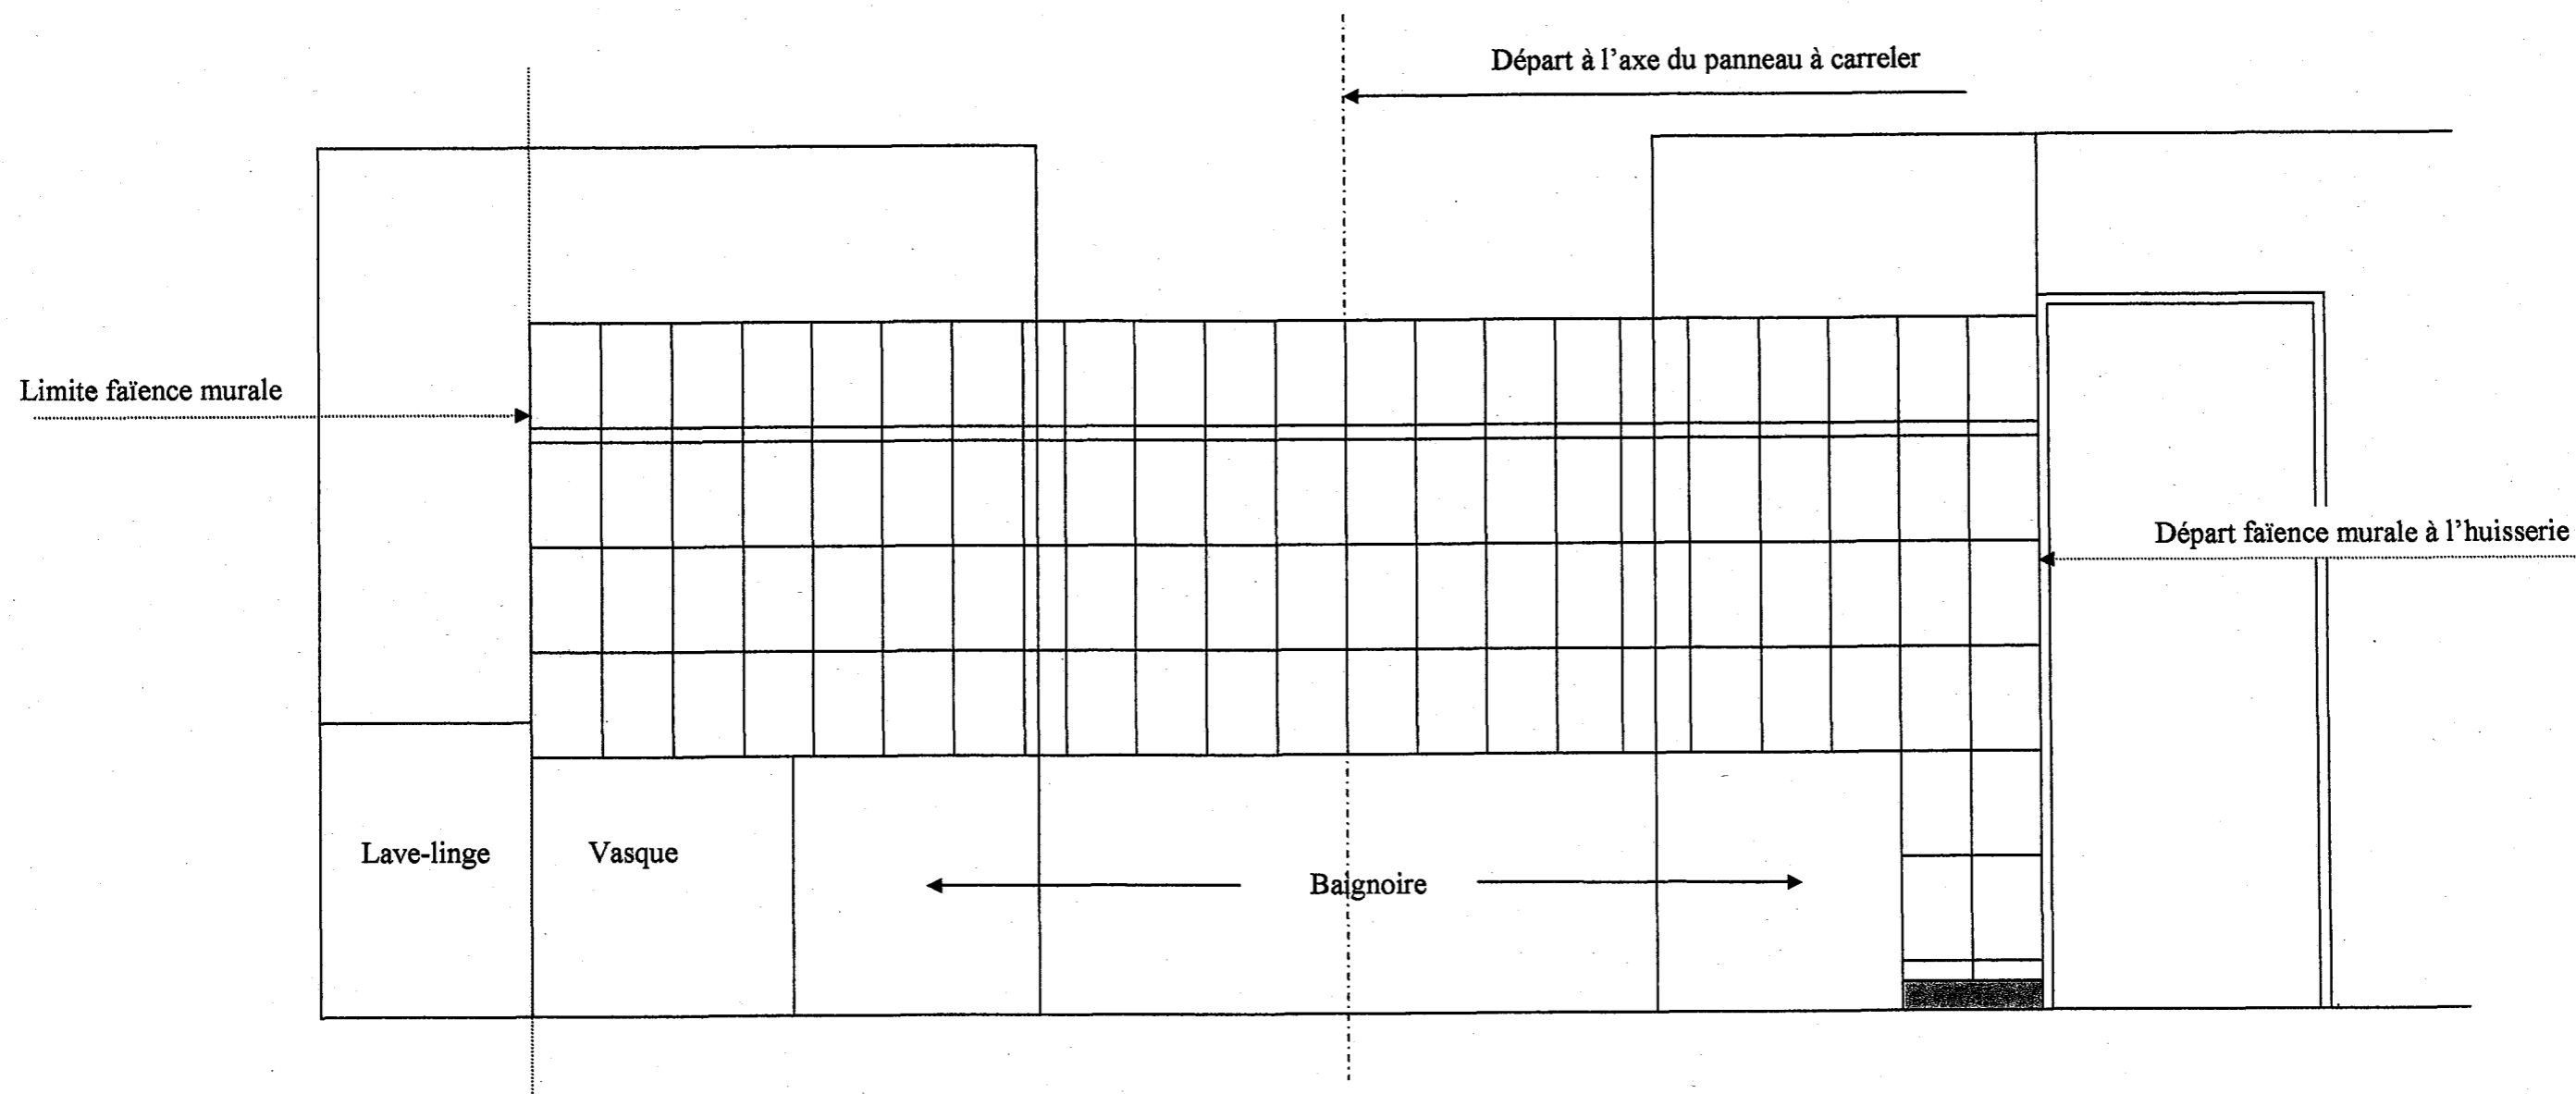 Départ à l'axe du panneau à carreler
Limite faïence murale
Départ faïence murale à l'huisserie
Lave-linge
Vasque
Baignoire